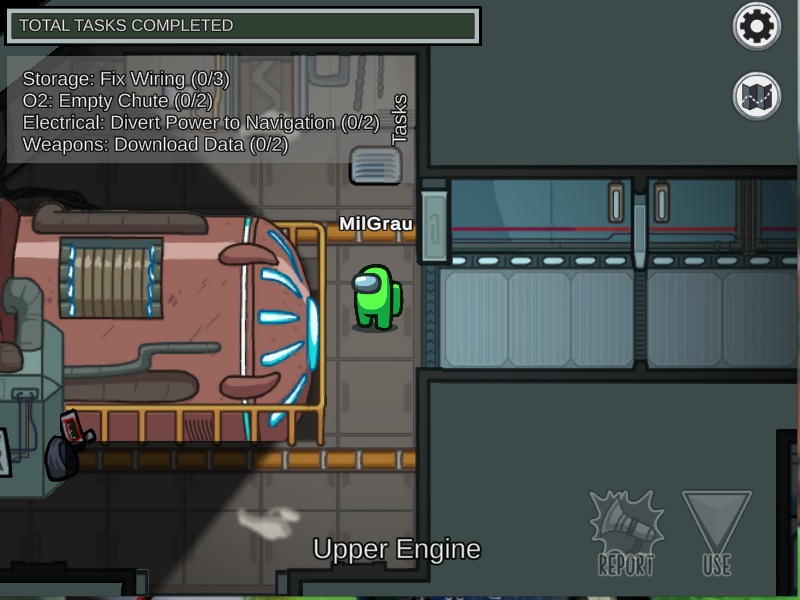 TOTAL TASKS COMPLETED
Storage: Fix Wiring (0/3)
O2: Empty Chute (0/2)
Electrical: Divert Power to Navigation (0/2)
Weapons: Download Data (0/2)
Tasks
MilGrau
Upper Engine
REPORT
USE